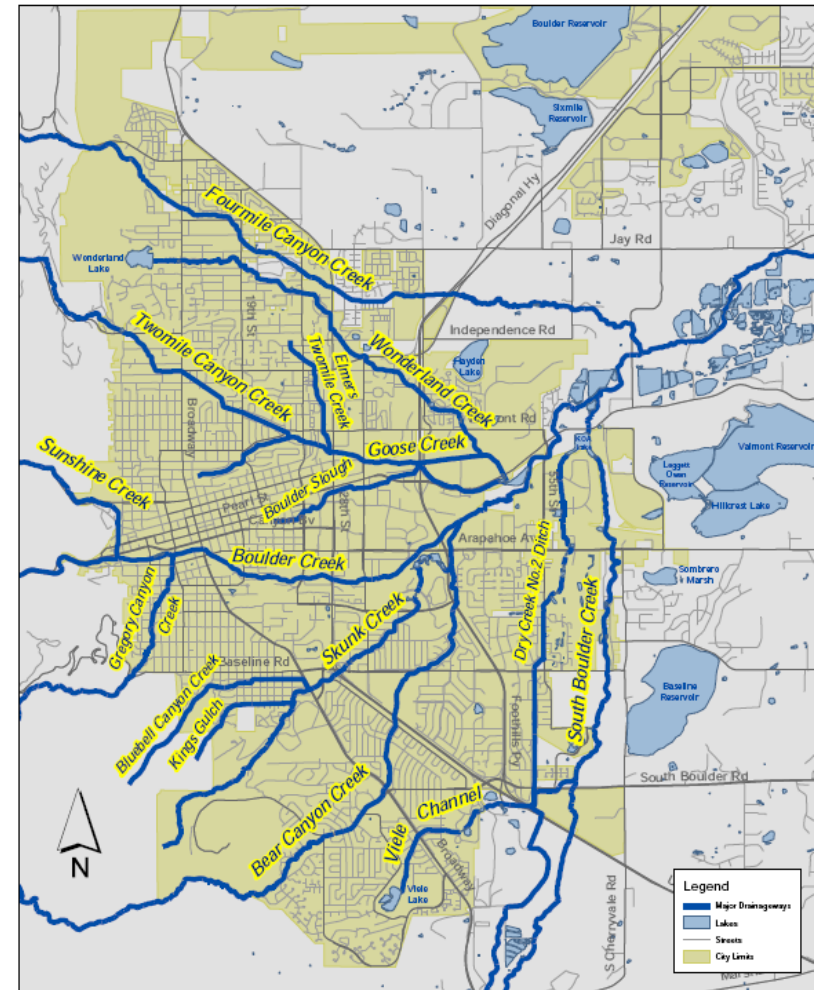 Boulder Reservoir
Sixmile
Reservoir
Diagonal Hy
Fourmile Canyon Creek
Jay Rd
Wonderland
Lake
19th St
Independence Rd
Twomile Canyon Creek
Elmers
Twomile Creek
Wonderland Creek
Hayden
Lake
Broadway
Goose Creek
Valmont Reservoir
Leggett
Owen
Reservoir
Hillcrest Lake
Sunshine Creek
Boulder Slough
Pearl St
28th St
55th St
Arapahoe Av
Boulder Creek
Dry Creek No.2 Ditch
Sombrero
Marsh
Gregory Canyon
Creek
Skunk Creek
South Boulder Creek
Baseline Rd
Bluebell Canyon Creek
Kings Gulch
Baseline
Reservoir
Foothills Py
South Boulder Rd
Bear Canyon Creek
Viele Channel
Broadway
N
Viele
Lake
S Cherryvale Rd
Legend
Major Drainageways
Lakes
Streets
City Limits